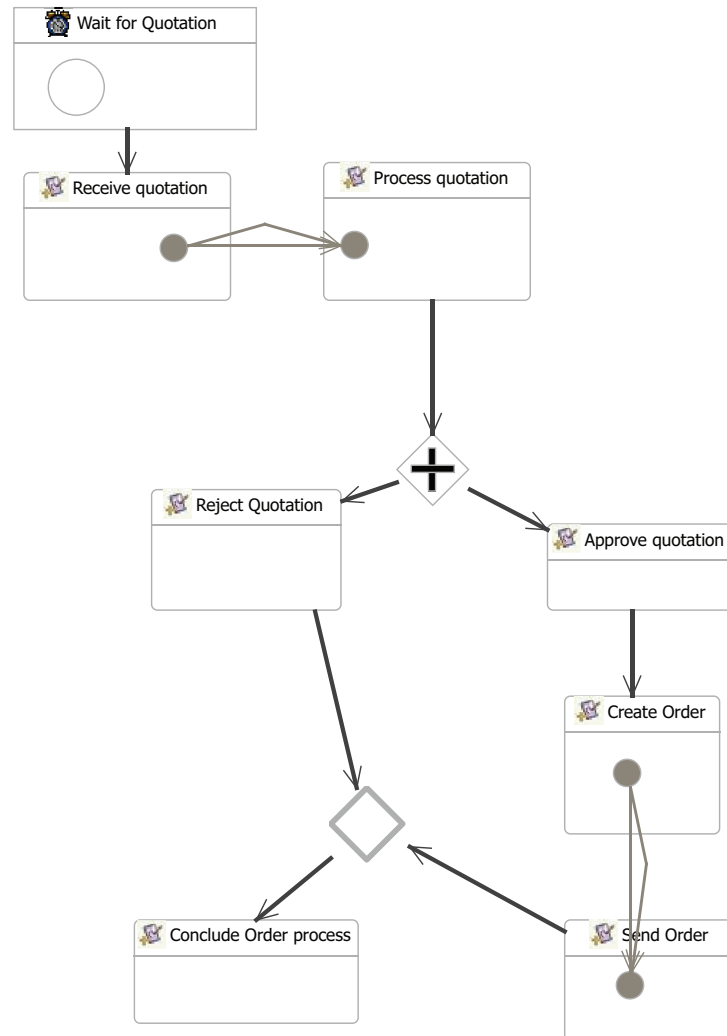 Wait for Quotation
Receive quotation
Process quotation
Reject Quotation
Approve quotation
Create Order
Conclude Order process
Send Order